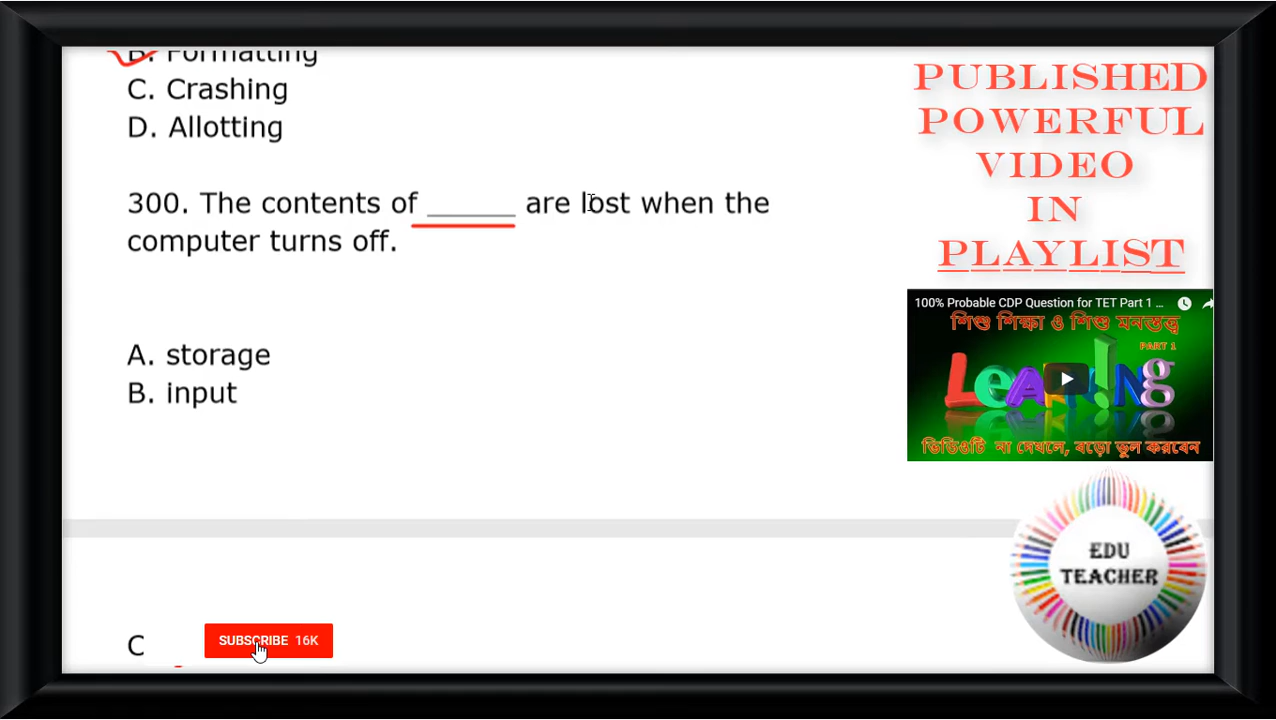 B. Formatting
C. Crashing
D. Allotting
300. The contents of ______ are lost when the
computer turns off.
A. storage
B. input
C
SUBSCRIBE 16K
PUBLISHED
POWERFUL
VIDEO
IN
PLAYLIST
100% Probable CDP Question for TET Part 1 ...
শিশু শিক্ষা ও শিশু মনস্তত্ত্ব
PART 1
LeARNINg
ভিডিওটি না দেখলে, বড়ো ভুল করবেন
EDU
TEACHER